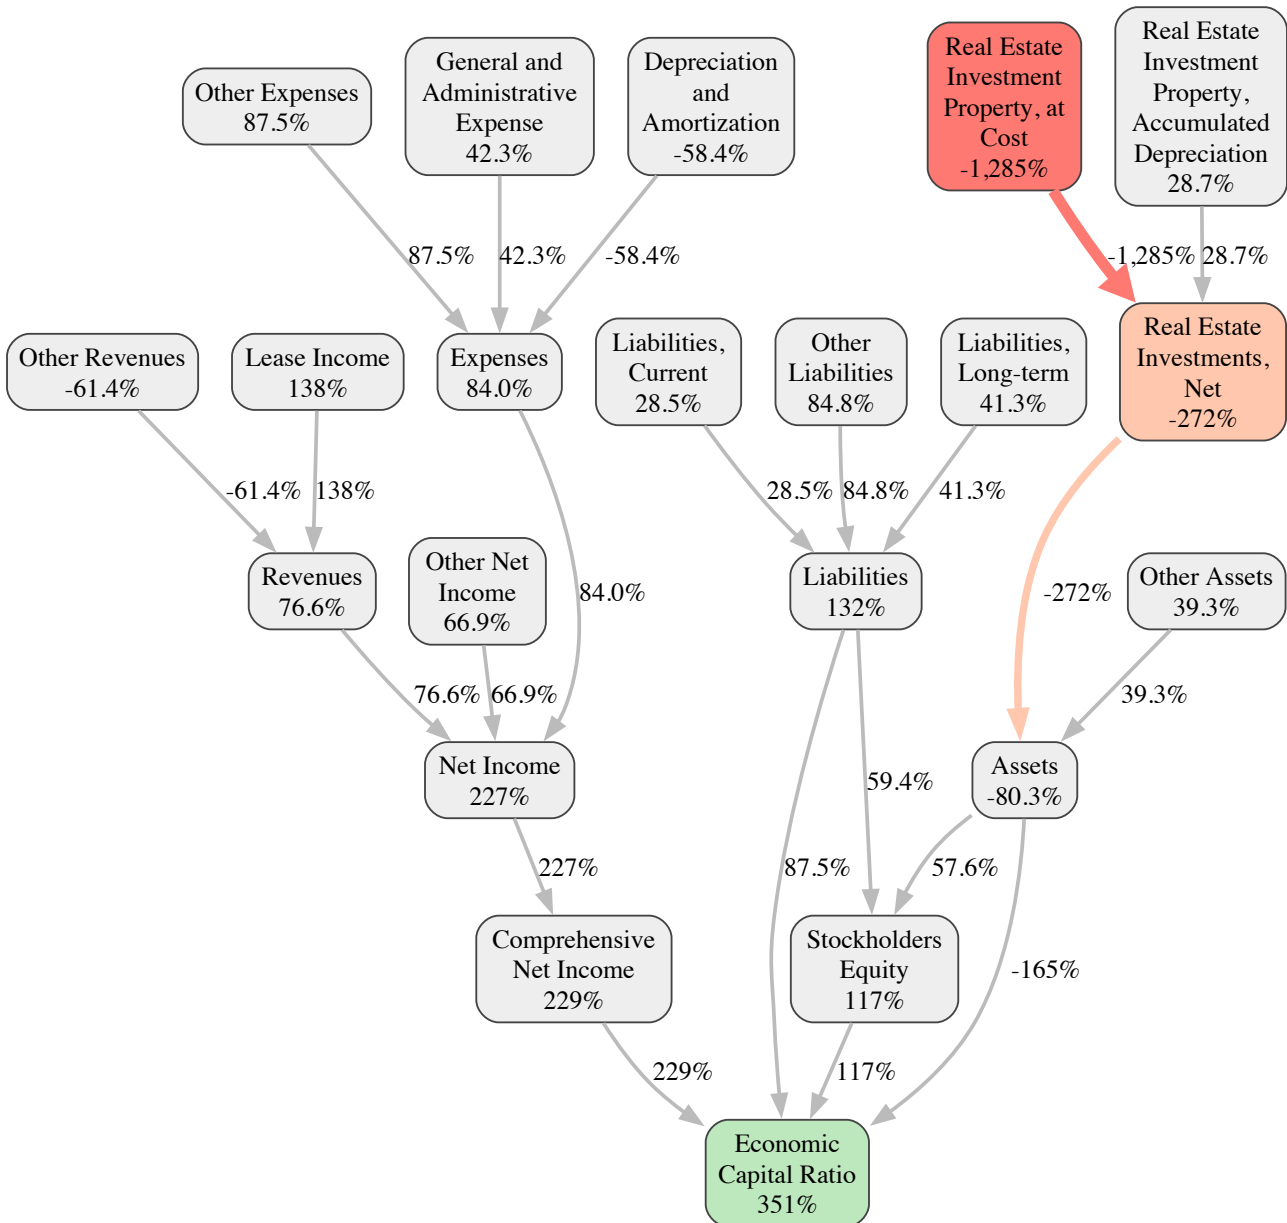 Other Expenses
87.5%
General and
Administrative
Expense
42.3%
Depreciation
and
Amortization
-58.4%
Real Estate
Investment
Property, at
Cost
-1,285%
Real Estate
Investment
Property,
Accumulated
Depreciation
28.7%
87.5%
42.3%
-58.4%
-1,285%
28.7%
Other Revenues
-61.4%
Lease Income
138%
Expenses
84.0%
Liabilities,
Current
28.5%
Other
Liabilities
84.8%
Liabilities,
Long-term
41.3%
Real Estate
Investments,
Net
-272%
-61.4%
138%
28.5%
84.8%
41.3%
Revenues
76.6%
Other Net
Income
66.9%
84.0%
Liabilities
132%
-272%
Other Assets
39.3%
76.6%
66.9%
39.3%
Net Income
227%
59.4%
Assets
-80.3%
227%
87.5%
57.6%
Comprehensive
Net Income
229%
Stockholders
Equity
117%
-165%
229%
117%
Economic
Capital Ratio
351%